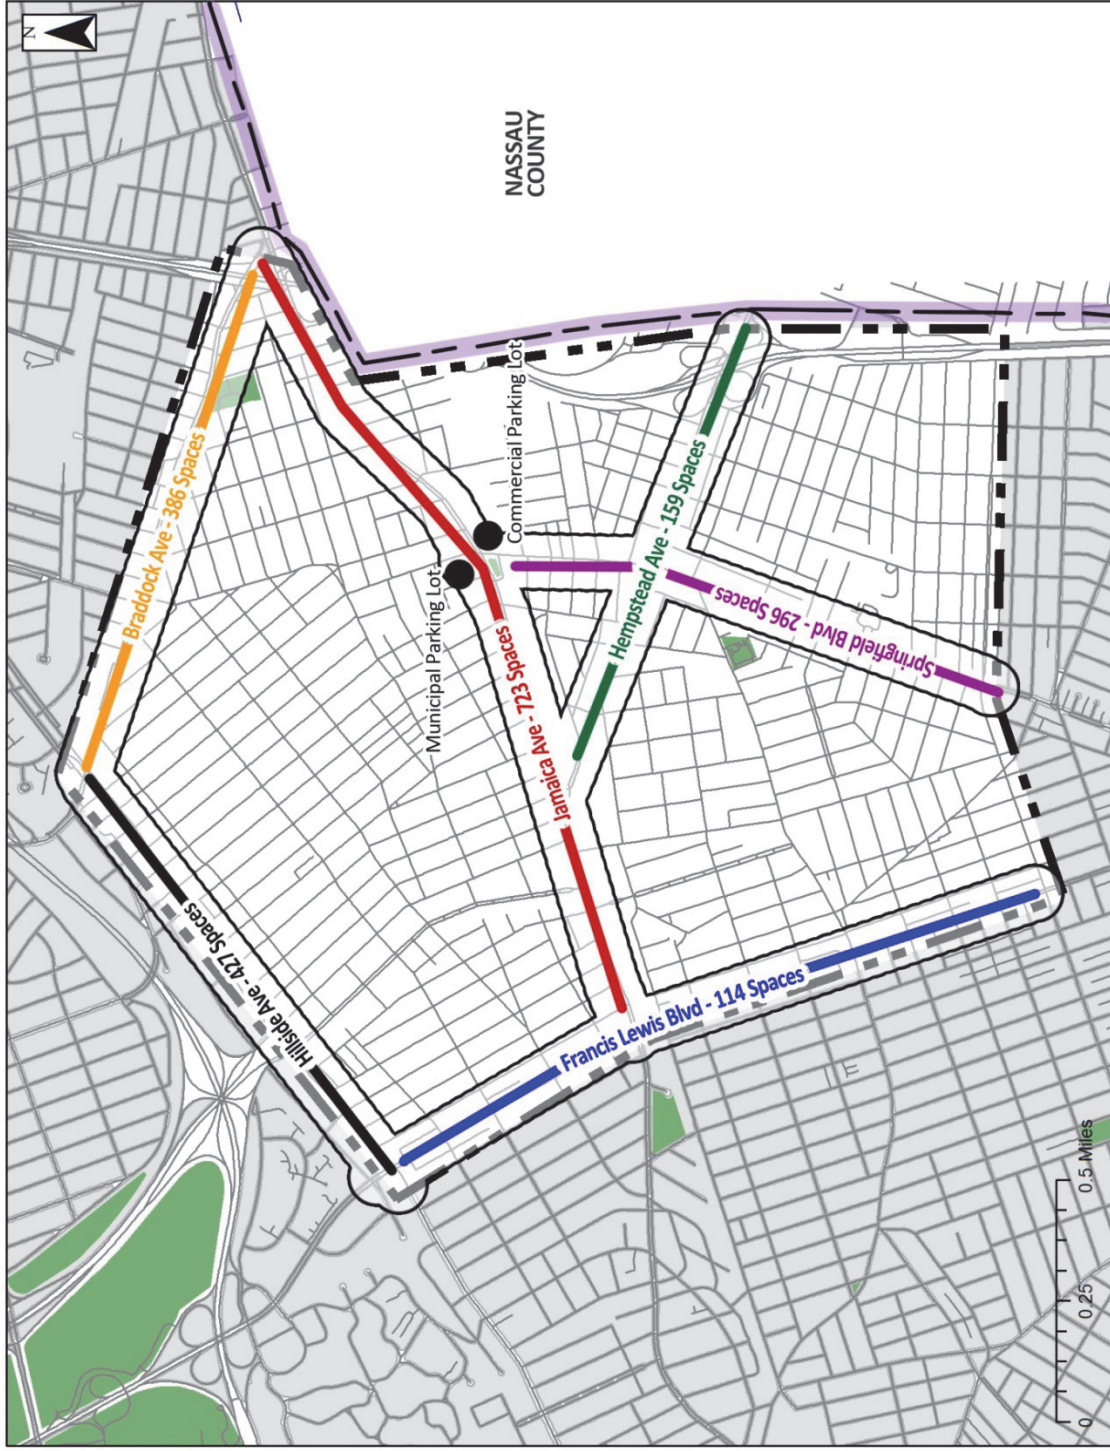 N
NASSAU
COUNTY
Braddock Ave - 386 Spaces
Hillside Ave - 427 Spaces
Municipal Parking Lot
Commercial Parking Lot
Jamaica Ave - 723 Spaces
Hempstead Ave - 159 Spaces
Springfield Blvd - 296 Spaces
Francis Lewis Blvd - 114 Spaces
0 0.25 0.5 Miles